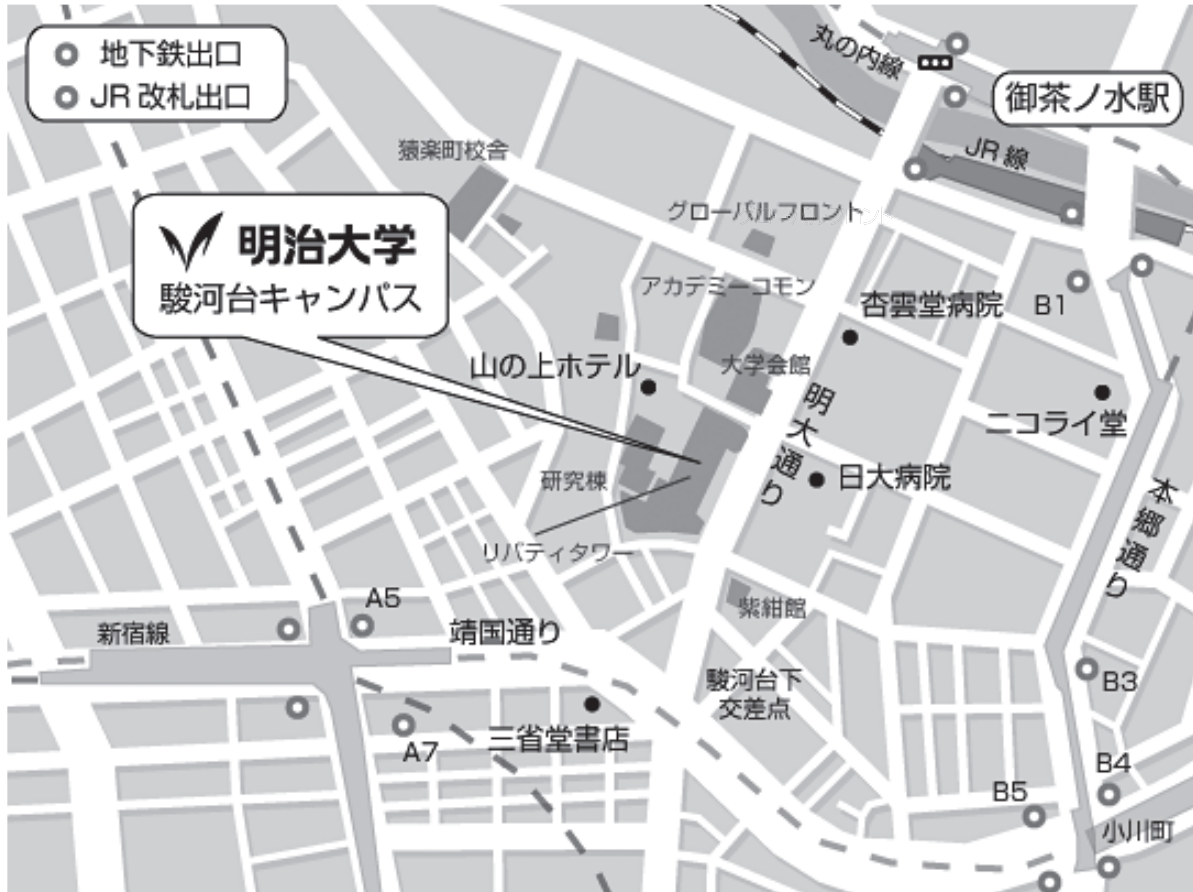 地下鉄出口
JR改札出口
丸の内線
御茶ノ水駅
JR線
猿楽町校舎
明治大学
駿河台キャンパス
グローバルフロント
アカデミーコモン
杏雲堂病院
B1
山の上ホテル
大学会館
明大通り
ニコライ堂
研究棟
日大病院
本郷通り
リバティタワー
A5
紫紺館
新宿線
靖国通り
駿河台下
交差点
B3
三省堂書店
A7
B4
B5
小川町